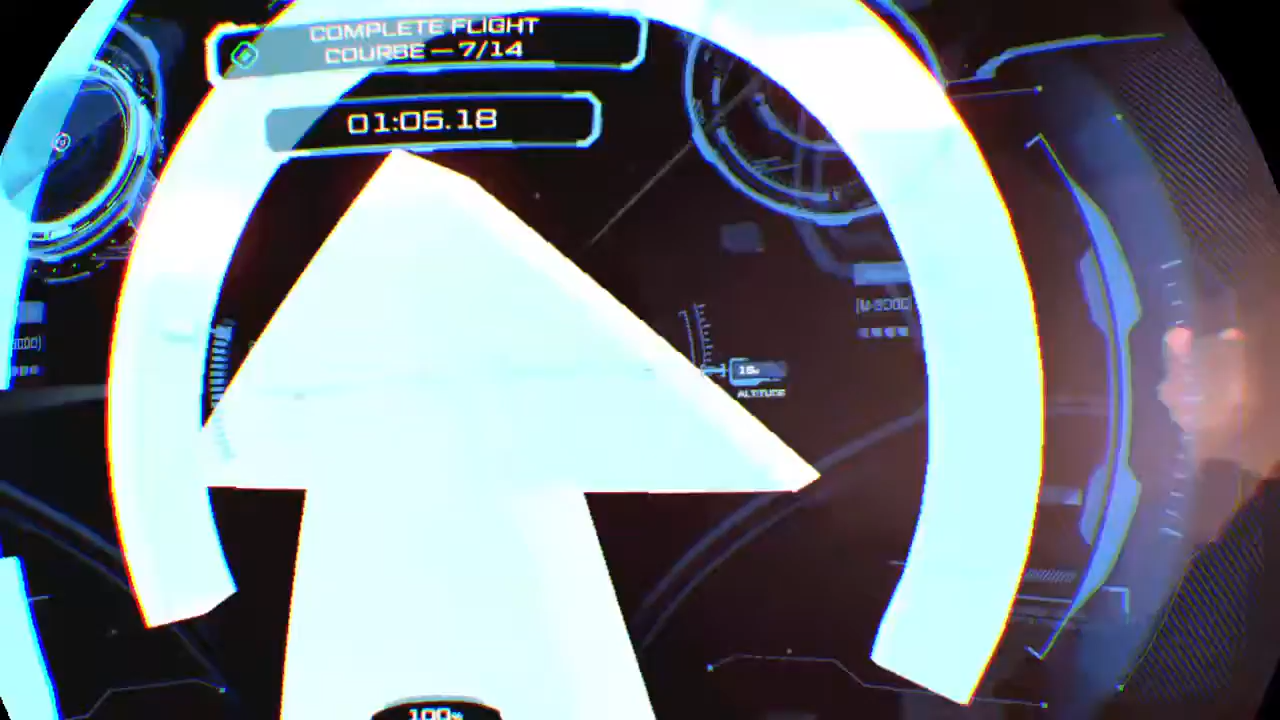 COMPLETE FLIGHT
COURSE — 7/14
01:05.18
ALTITUDE
100%